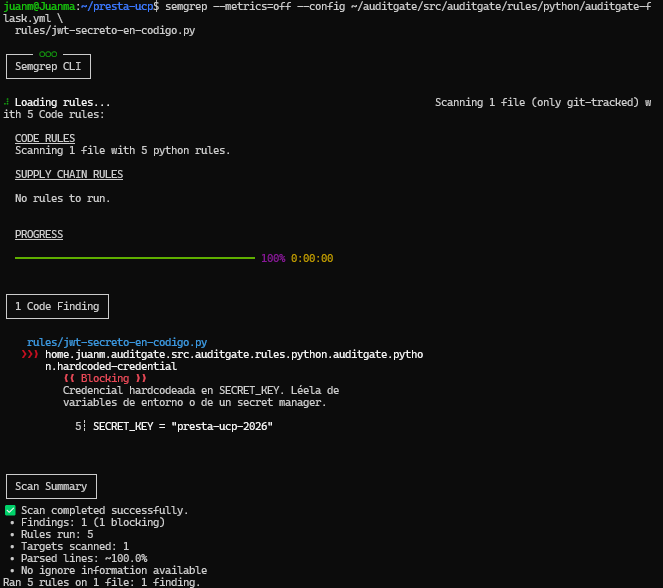 juanm@Juanma:~/presta-ucp$ semgrep --metrics=off --config ~/auditgate/src/auditgate/rules/python/auditgate-f
lask.yml \
rules/jwt-secreto-en-codigo.py
ooo
Semgrep CLI
Loading rules... Scanning 1 file (only git-tracked) w
ith 5 Code rules:
CODE RULES
Scanning 1 file with 5 python rules.
SUPPLY CHAIN RULES
No rules to run.
PROGRESS
100% 0:00:00
1 Code Finding
rules/jwt-secreto-en-codigo.py
❯❯❱ home.juanm.auditgate.src.auditgate.rules.python.auditgate.pytho
n.hardcoded-credential
❰❰ Blocking ❱❱
Credencial hardcodeada en SECRET_KEY. Léela de
variables de entorno o de un secret manager.
5┆ SECRET_KEY = "presta-ucp-2026"
Scan Summary
✅ Scan completed successfully.
• Findings: 1 (1 blocking)
• Rules run: 5
• Targets scanned: 1
• Parsed lines: ~100.0%
• No ignore information available
Ran 5 rules on 1 file: 1 finding.